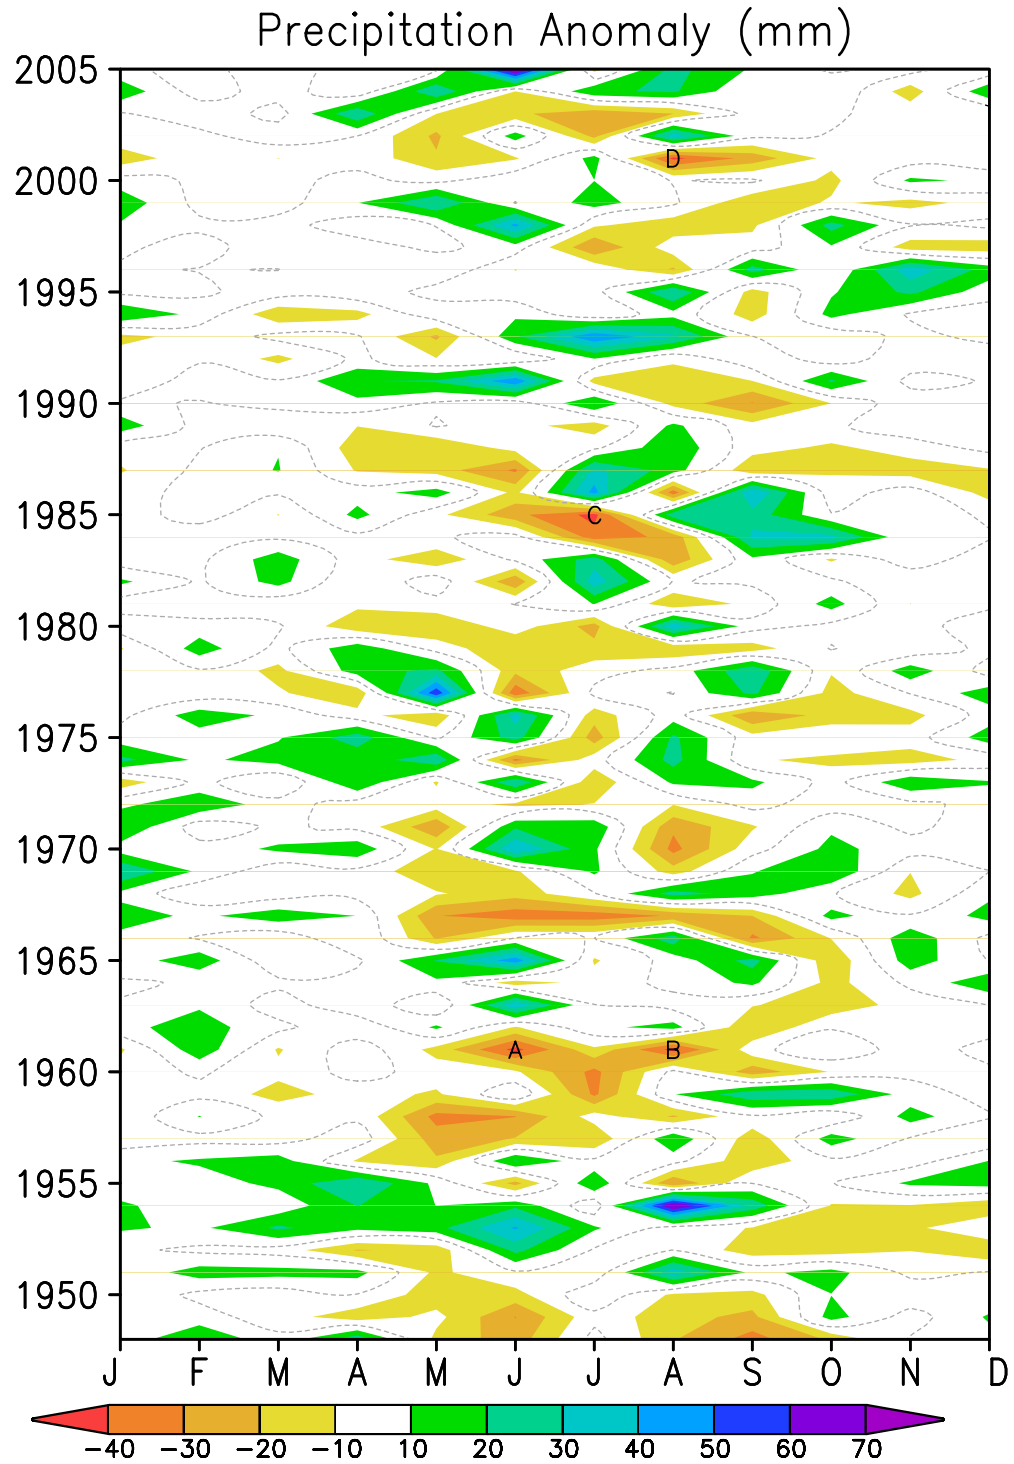 Precipitation Anomaly (mm)
2005
D
2000
1995
1990
1985
C
1980
1975
1970
1965
A B
1960
1955
1950
J F M A M J J A S O N D
−40 −30 −20 −10 10 20 30 40 50 60 70